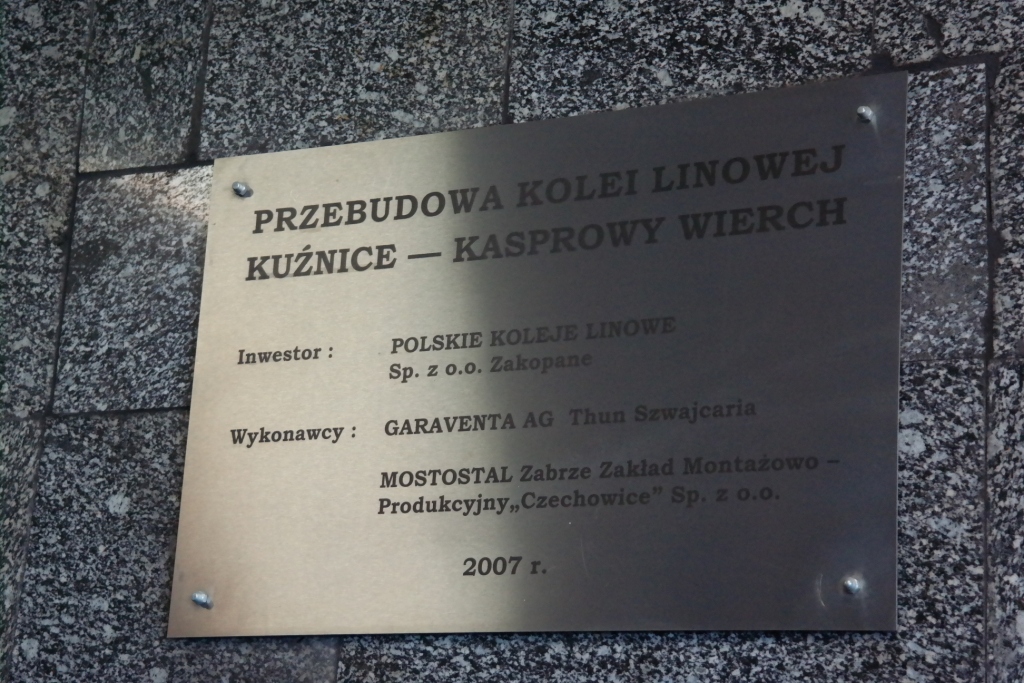 PRZEBUDOWA KOLEI LINOWEJ
KUŹNICE — KASPROWY WIERCH
Inwestor : POLSKIE KOLEJE LINOWE
Sp. z o.o. Zakopane
Wykonawcy : GARAVENTA AG Thun Szwajcaria
MOSTOSTAL Zabrze Zakład Montażowo –
Produkcyjny„Czechowice” Sp. z o.o.
2007 r.